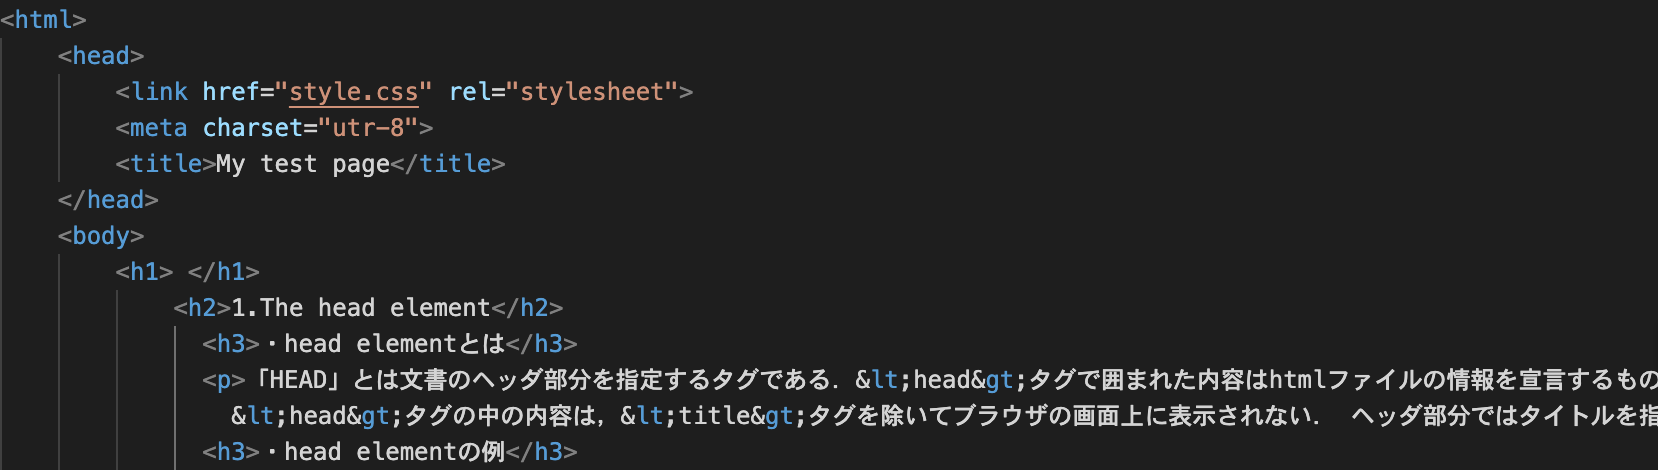 <html>
<head>
<link href="style.css" rel="stylesheet">
<meta charset="utr-8">
<title>My test page</title>
</head>
<body>
<h1> </h1>
<h2>1.The head element</h2>
<h3>・head elementとは</h3>
<p>「HEAD」とは文書のヘッダ部分を指定するタグである．&lt;head&gt;タグで囲まれた内容はhtmlファイルの情報を宣言するもの
&lt;head&gt;タグの中の内容は，&lt;title&gt;タグを除いてブラウザの画面上に表示されない． ヘッダ部分ではタイトルを指
<h3>・head elementの例</h3>